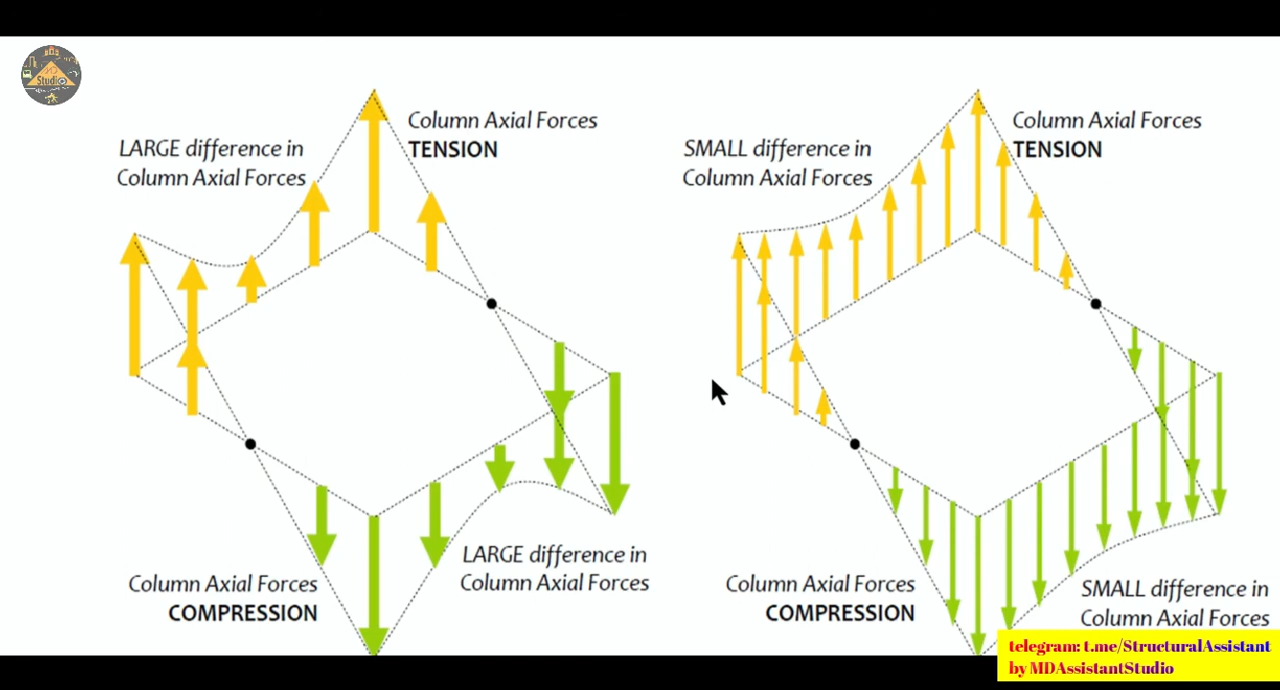 Studio
Column Axial Forces
TENSION
LARGE difference in
Column Axial Forces
LARGE difference in
Column Axial Forces
Column Axial Forces
COMPRESSION
Column Axial Forces
TENSION
SMALL difference in
Column Axial Forces
Column Axial Forces
COMPRESSION
SMALL difference in
Column Axial Forces
telegram: t.me/StructuralAssistant
by MDAssistantStudio